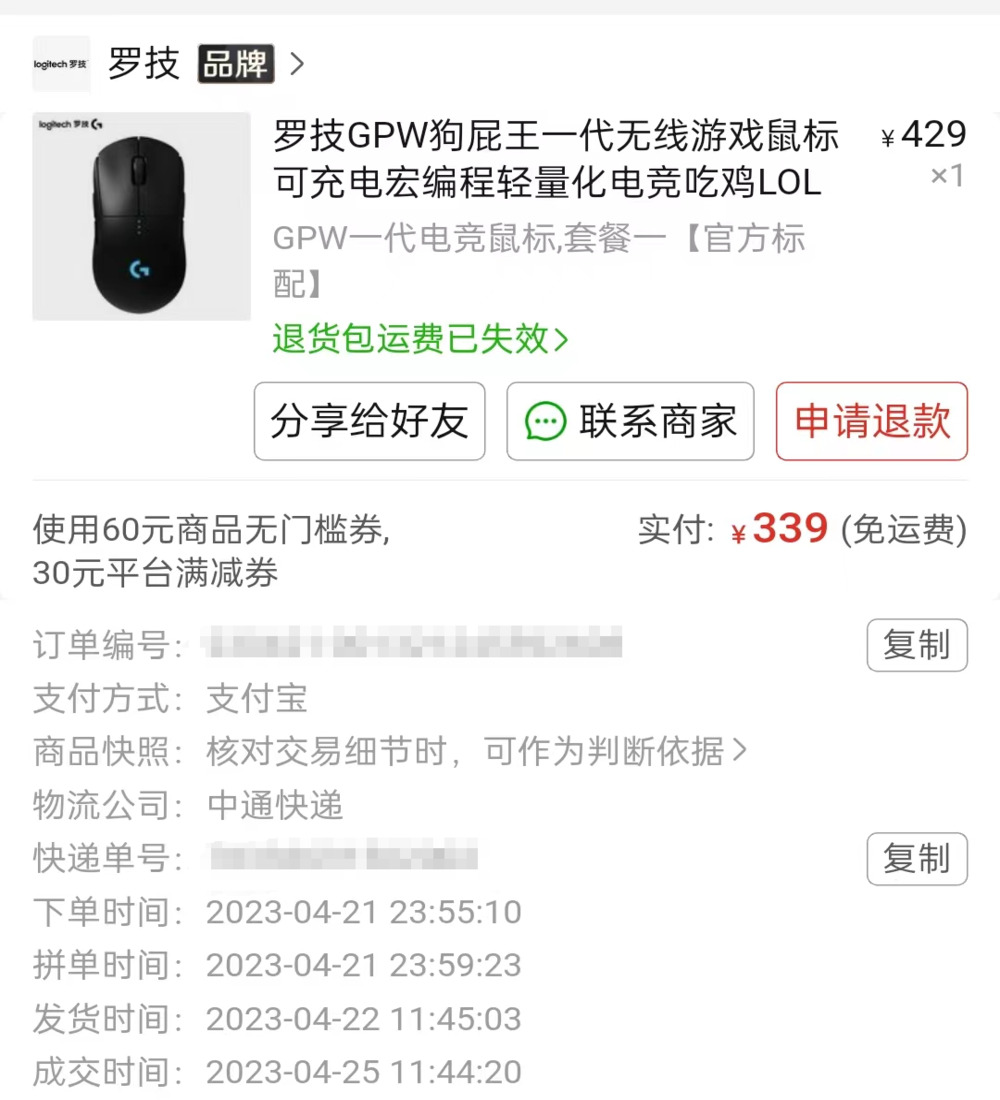 logitech 罗技
罗技 品牌
logitech 罗技
罗技GPW狗屁王一代无线游戏鼠标
¥429
可充电宏编程轻量化电竞吃鸡LOL
×1
GPW一代电竞鼠标,套餐一【官方标
配】
退货包运费已失效
分享给好友 联系商家 申请退款
使用60元商品无门槛券,
30元平台满减券
实付: ¥339 (免运费)
订单编号: 复制
支付方式: 支付宝
商品快照: 核对交易细节时，可作为判断依据
物流公司: 中通快递
快递单号: 复制
下单时间: 2023-04-21 23:55:10
拼单时间: 2023-04-21 23:59:23
发货时间: 2023-04-22 11:45:03
成交时间: 2023-04-25 11:44:20